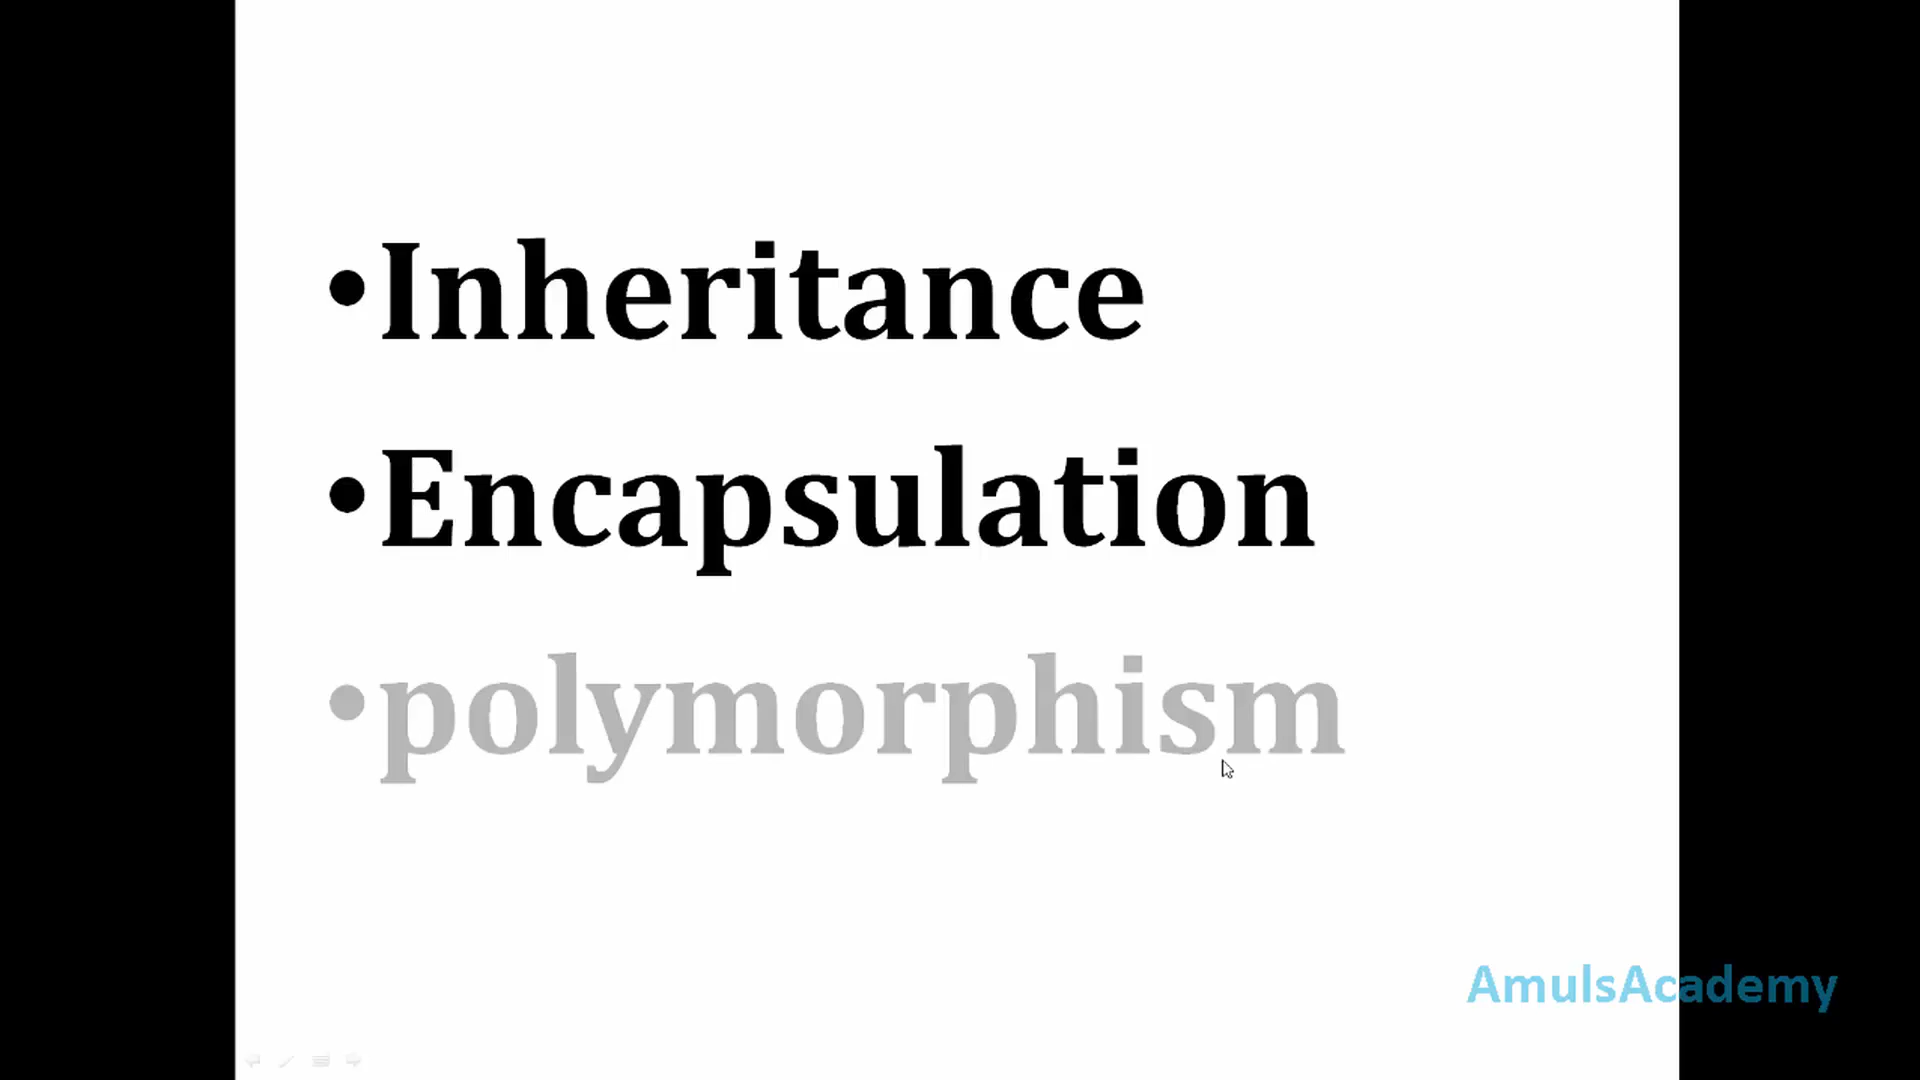 •Inheritance
•Encapsulation
•polymorphism
AmulsAcademy